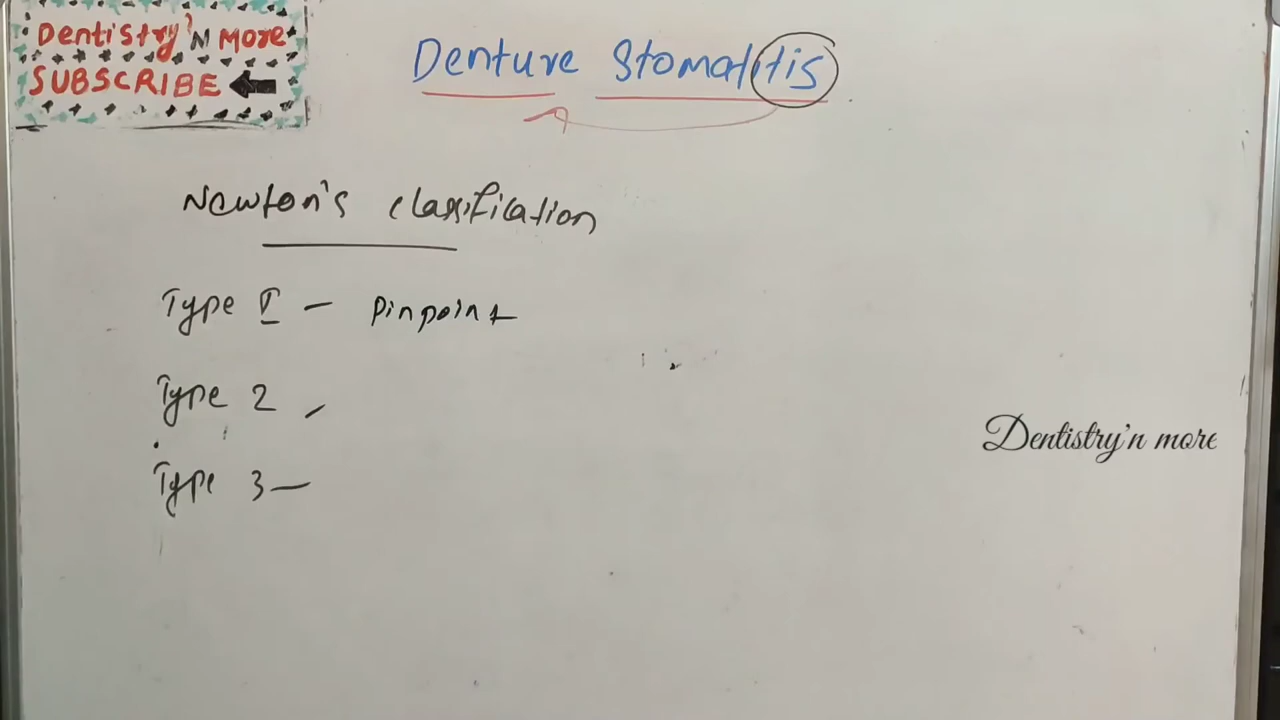 Dentistry'N MORE
SUBSCRIBE
Denture Stomatitis
Newton's classification
Type I - Pinpoint
Type 2 -
Type 3 -
Dentistry'n more